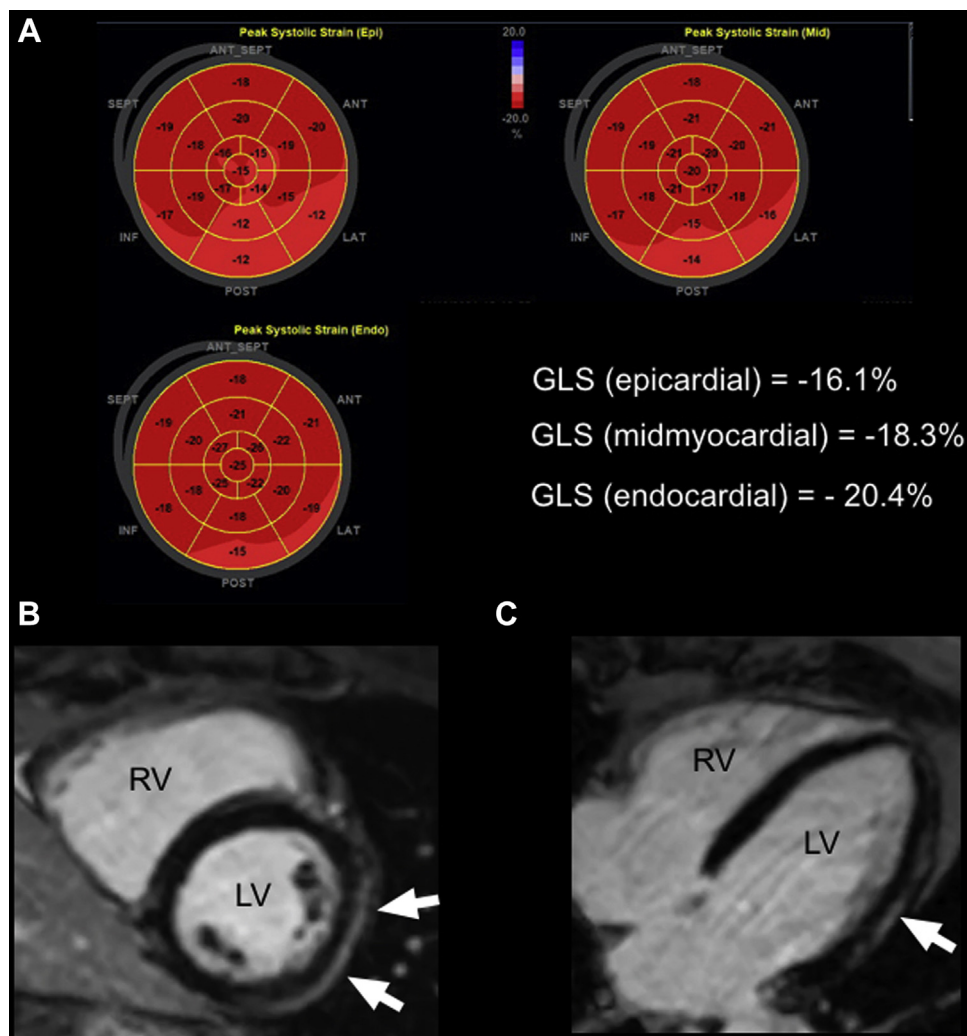 A
Peak Systolic Strain (Epi)
ANT_SEPT
SEPT
ANT
-18
-19
-20
-20
-18
-19
-16
-15
-15
-17
-14
-19
-15
-17
-12
-12
-12
INF
LAT
POST
20.0
-20.0
%
Peak Systolic Strain (Mid)
ANT_SEPT
SEPT
ANT
-18
-19
-21
-21
-20
-20
-21
-20
-20
-21
-17
-18
-18
-17
-15
-16
-14
INF
LAT
POST
Peak Systolic Strain (Endo)
ANT_SEPT
SEPT
ANT
-18
-19
-21
-21
-20
-22
-27
-26
-25
-25
-22
-18
-20
-18
-18
-19
-15
INF
LAT
POST
GLS (epicardial) = -16.1%
GLS (midmyocardial) = -18.3%
GLS (endocardial) = - 20.4%
B
RV
LV
C
RV
LV